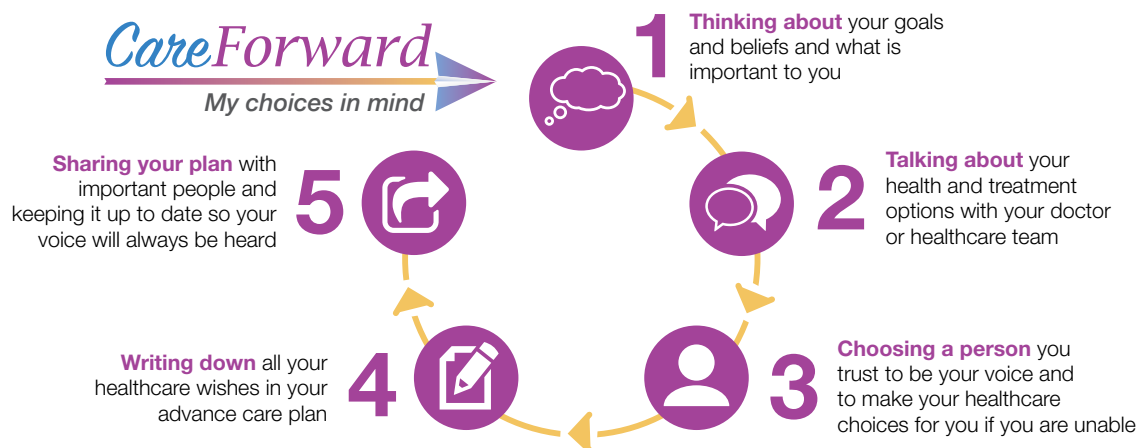 CareForward
My choices in mind
1
Thinking about your goals
and beliefs and what is
important to you
2
Talking about your
health and treatment
options with your doctor
or healthcare team
3
Choosing a person you
trust to be your voice and
to make your healthcare
choices for you if you are unable
4
Writing down all your
healthcare wishes in your
advance care plan
5
Sharing your plan with
important people and
keeping it up to date so your
voice will always be heard